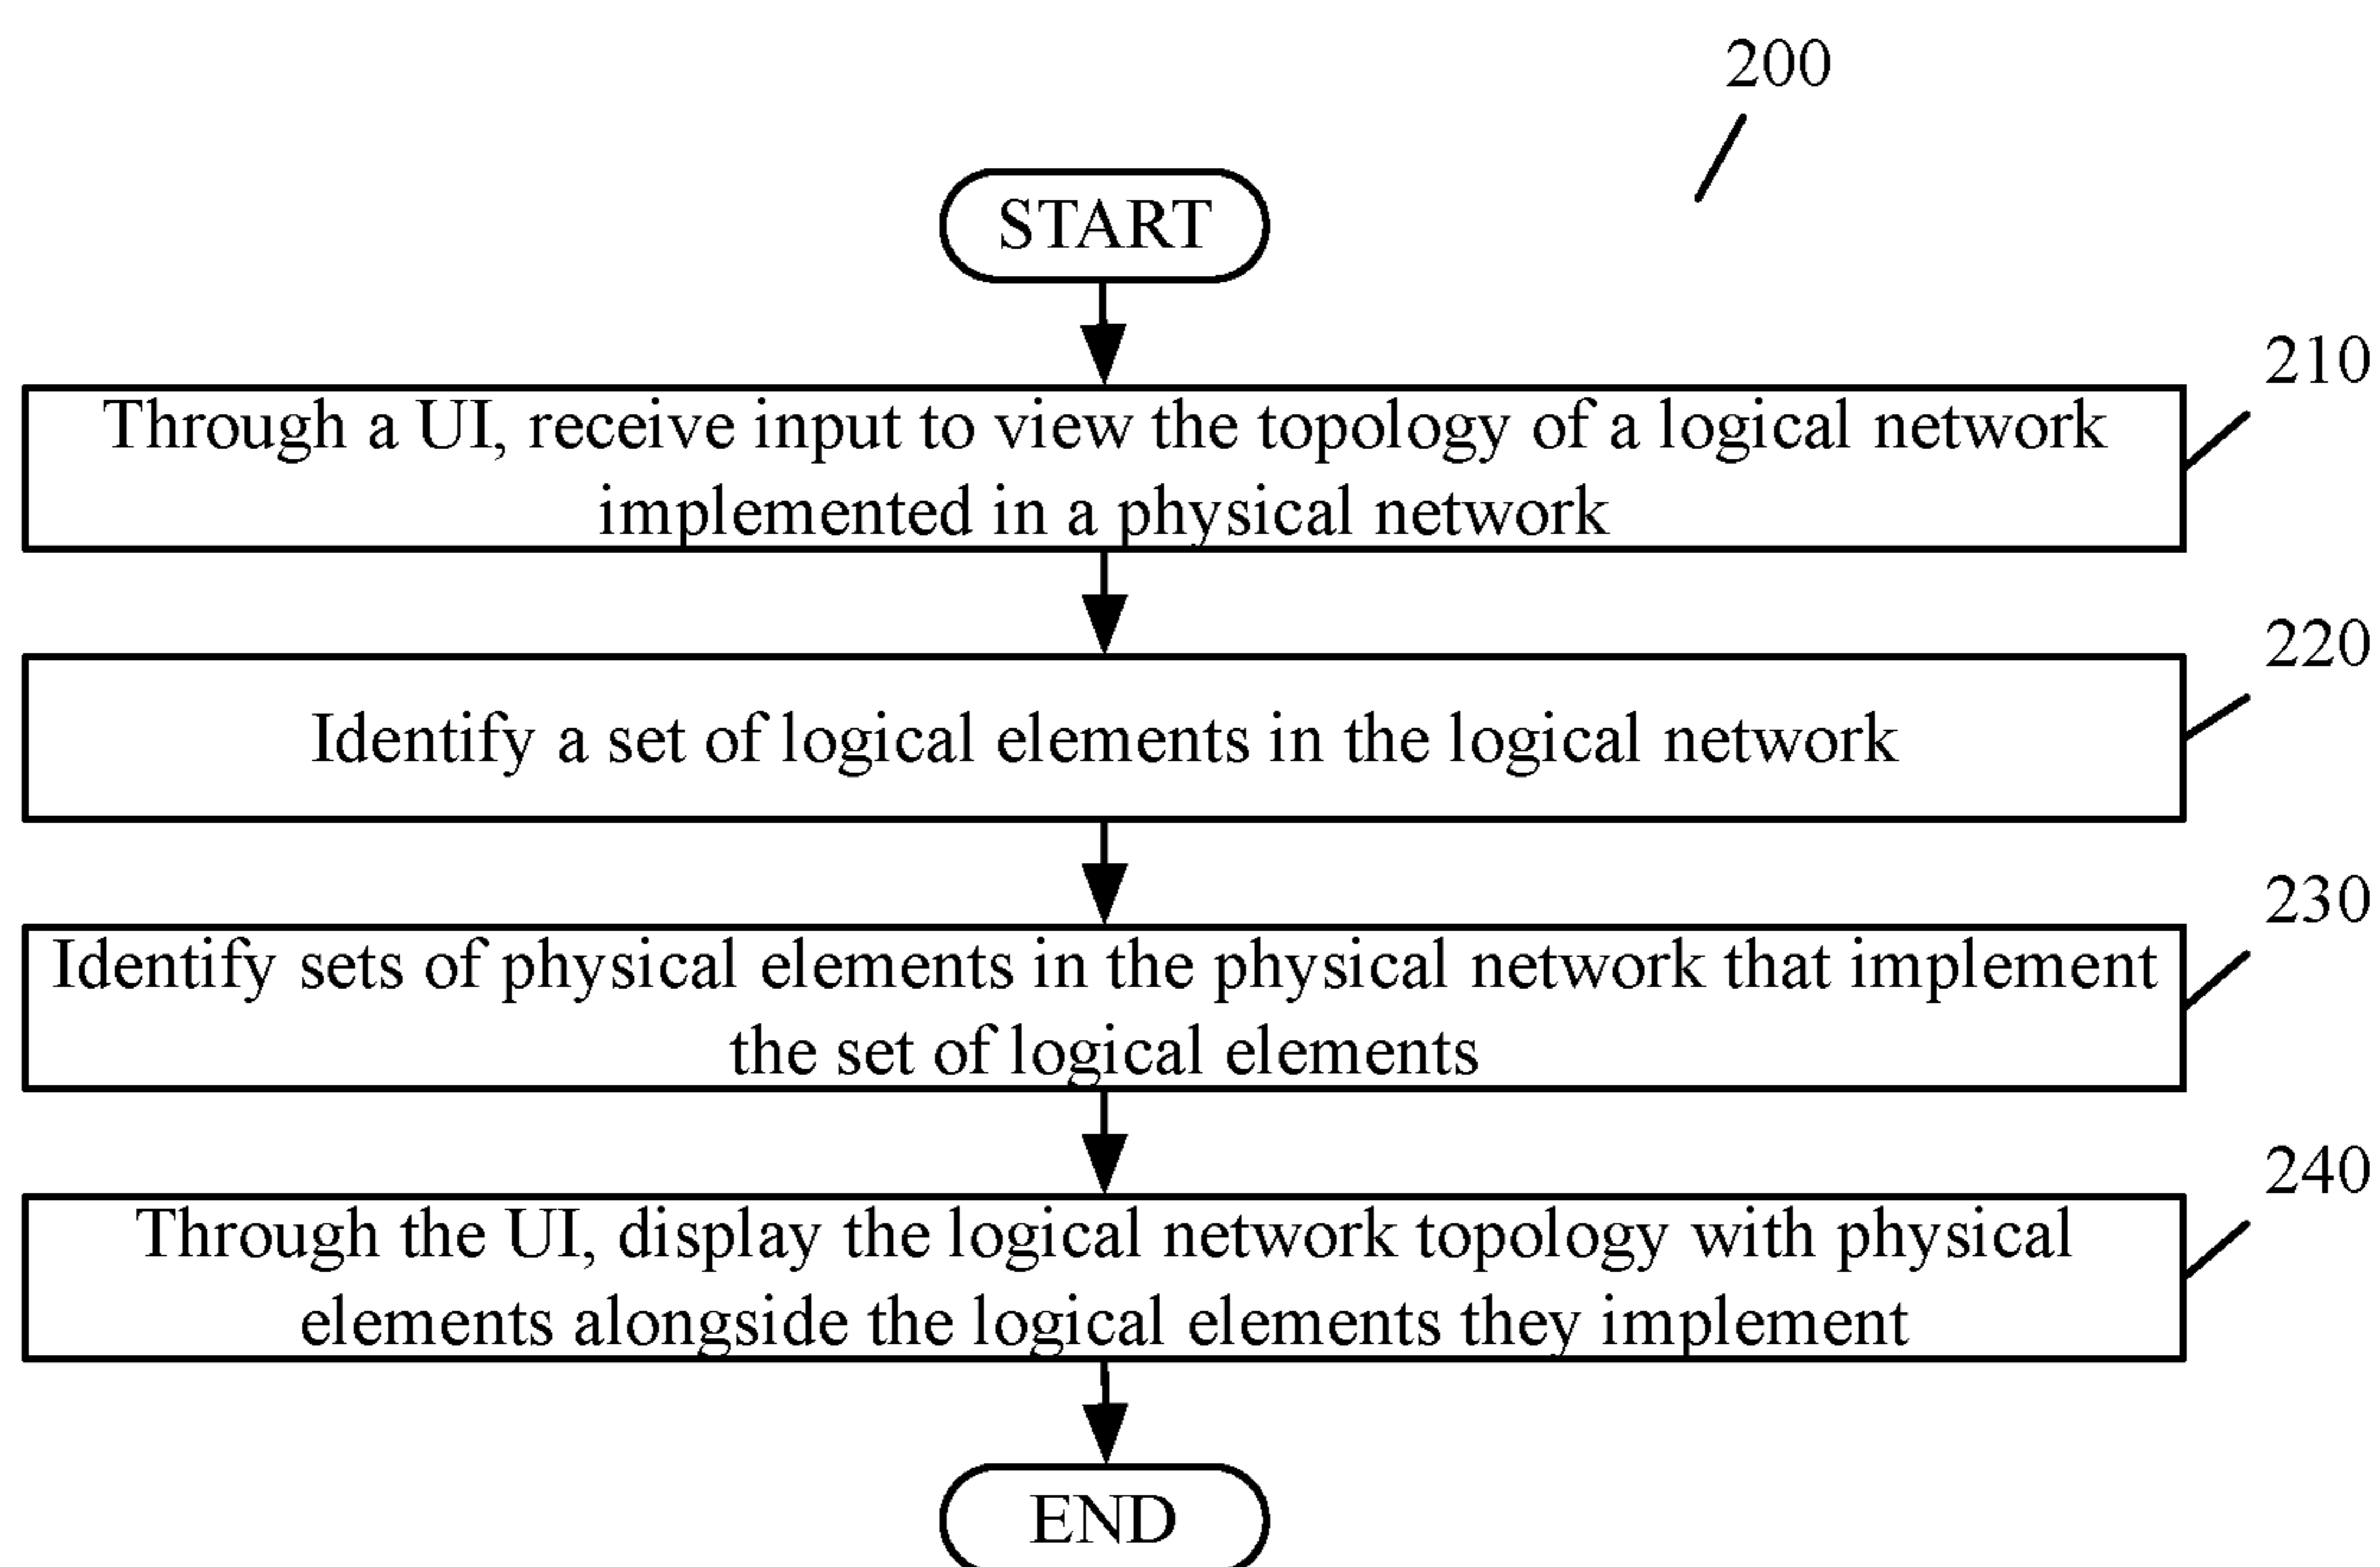 200
START
210
Through a UI, receive input to view the topology of a logical network
implemented in a physical network
220
Identify a set of logical elements in the logical network
230
Identify sets of physical elements in the physical network that implement
the set of logical elements
240
Through the UI, display the logical network topology with physical
elements alongside the logical elements they implement
END